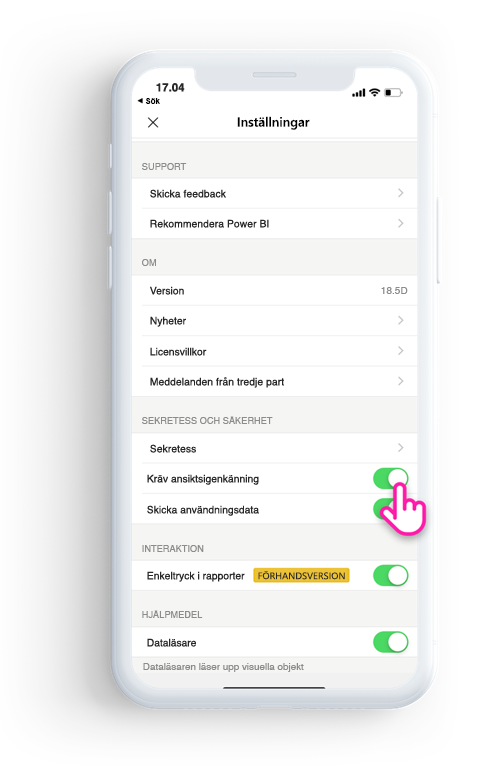 17.04
◂ Sök
Inställningar
SUPPORT
Skicka feedback
Rekommendera Power BI
OM
Version 18.5D
Nyheter
Licensvillkor
Meddelanden från tredje part
SEKRETESS OCH SÄKERHET
Sekretess
Kräv ansiktsigenkänning
Skicka användningsdata
INTERAKTION
Enkeltryck i rapporter FÖRHANDSVERSION
HJÄLPMEDEL
Dataläsare
Dataläsaren läser upp visuella objekt